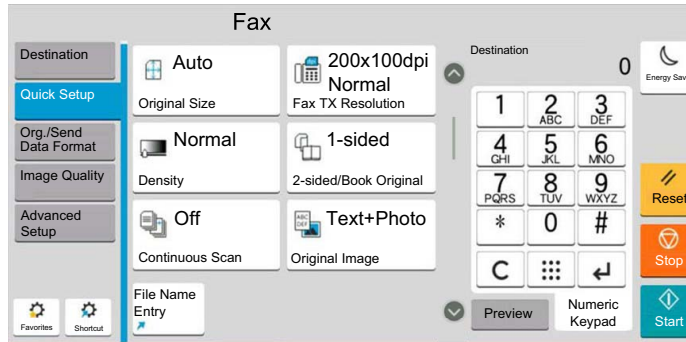 Fax
Destination
Quick Setup
Org./Send
Data Format
Image Quality
Advanced
Setup
Favorites
Shortcut
Auto
Original Size
200x100dpi
Normal
Fax TX Resolution
Normal
Density
1-sided
2-sided/Book Original
Off
Continuous Scan
ABC
DEF
Text+Photo
Original Image
File Name
Entry
Destination
0
1
2
ABC
3
DEF
4
GHI
5
JKL
6
MNO
7
PQRS
8
TUV
9
WXYZ
*
0
#
C
Preview
Numeric
Keypad
Energy Sav
Reset
Stop
Start